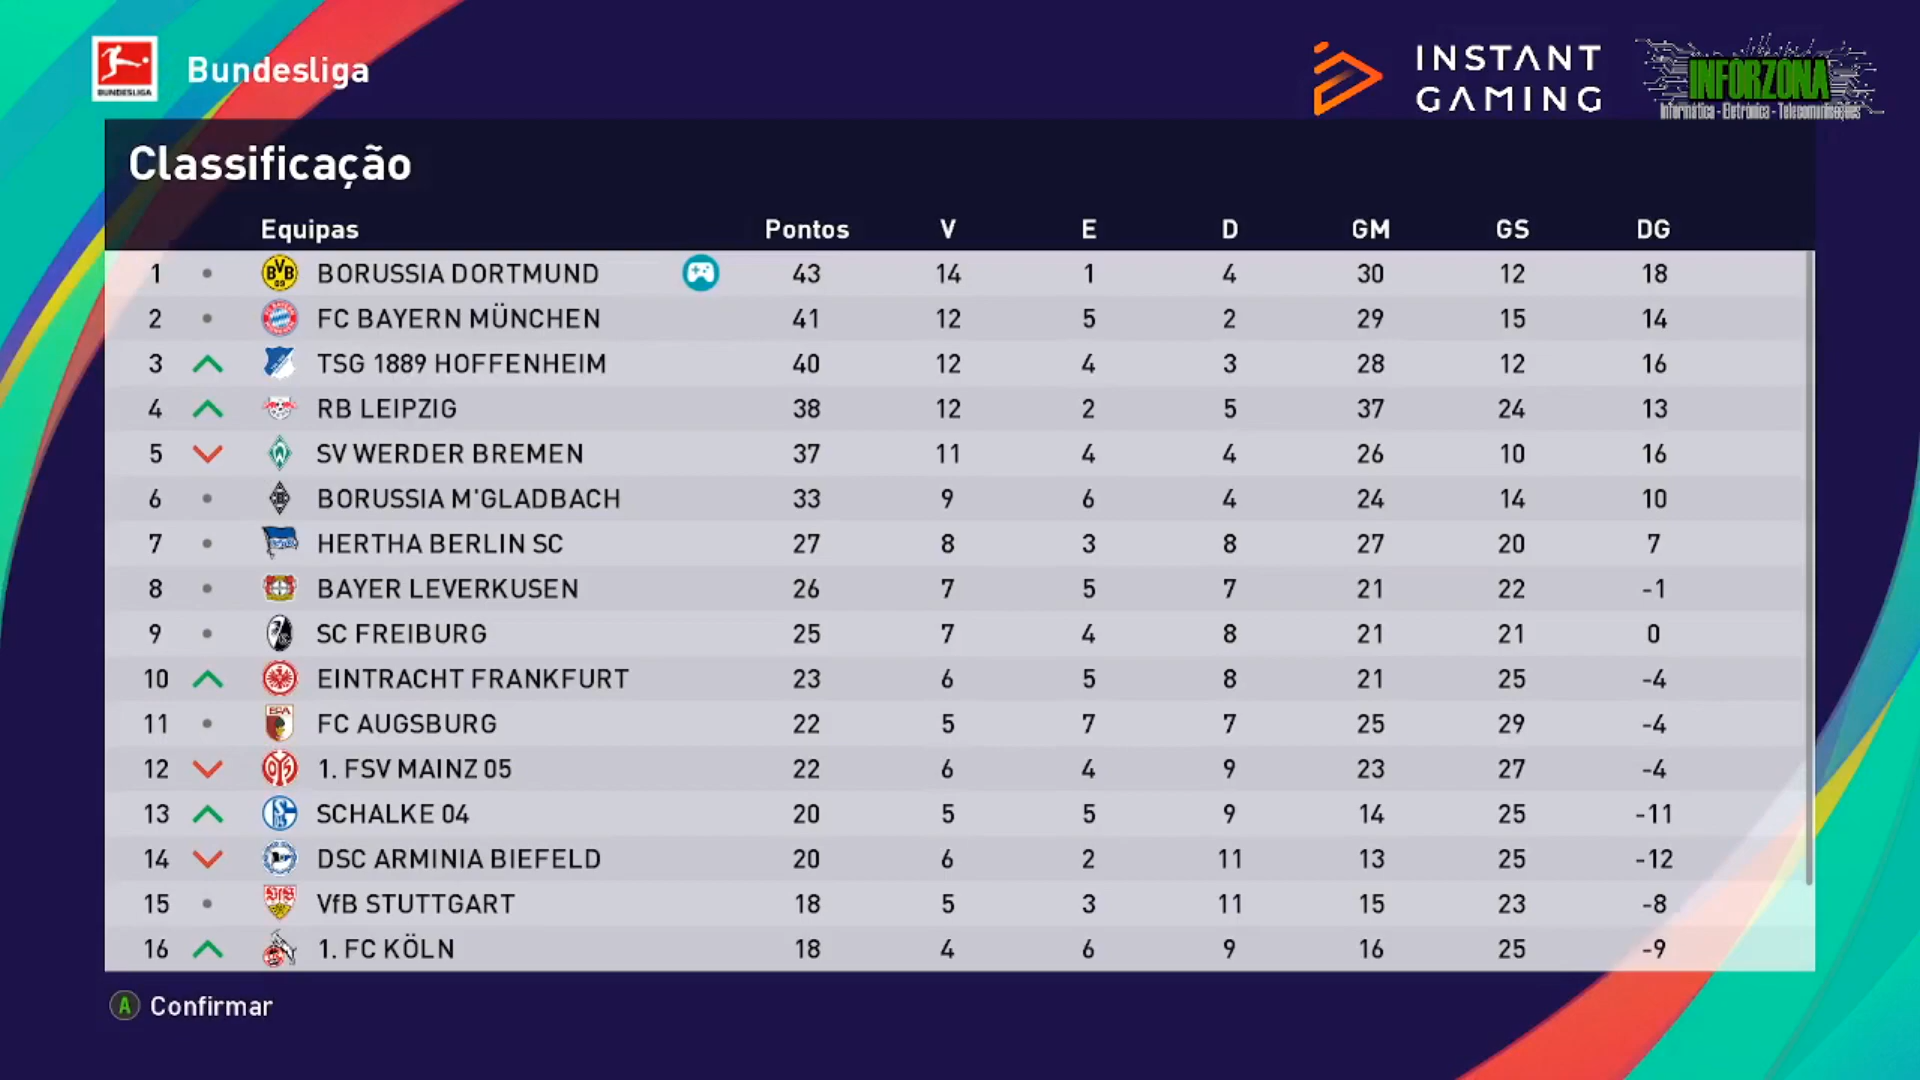 BUNDESLIGA
Bundesliga
INSTANT GAMING
INFORZONA
Informática - Eletrónica - Telecomunicações
Classificação
Equipas Pontos V E D GM GS DG
1 BVB 09 BORUSSIA DORTMUND 43 14 1 4 30 12 18
2 FC BAYERN MÜNCHEN 41 12 5 2 29 15 14
3 TSG 1889 HOFFENHEIM 40 12 4 3 28 12 16
4 RB LEIPZIG 38 12 2 5 37 24 13
5 SV WERDER BREMEN 37 11 4 4 26 10 16
6 BORUSSIA M'GLADBACH 33 9 6 4 24 14 10
7 HERTHA BERLIN SC 27 8 3 8 27 20 7
8 BAYER LEVERKUSEN 26 7 5 7 21 22 -1
9 SC FREIBURG 25 7 4 8 21 21 0
10 EINTRACHT FRANKFURT 23 6 5 8 21 25 -4
11 FC AUGSBURG 22 5 7 7 25 29 -4
12 1. FSV MAINZ 05 22 6 4 9 23 27 -4
13 SCHALKE 04 20 5 5 9 14 25 -11
14 DSC ARMINIA BIEFELD 20 6 2 11 13 25 -12
15 VfB STUTTGART 18 5 3 11 15 23 -8
16 1. FC KÖLN 18 4 6 9 16 25 -9
A Confirmar